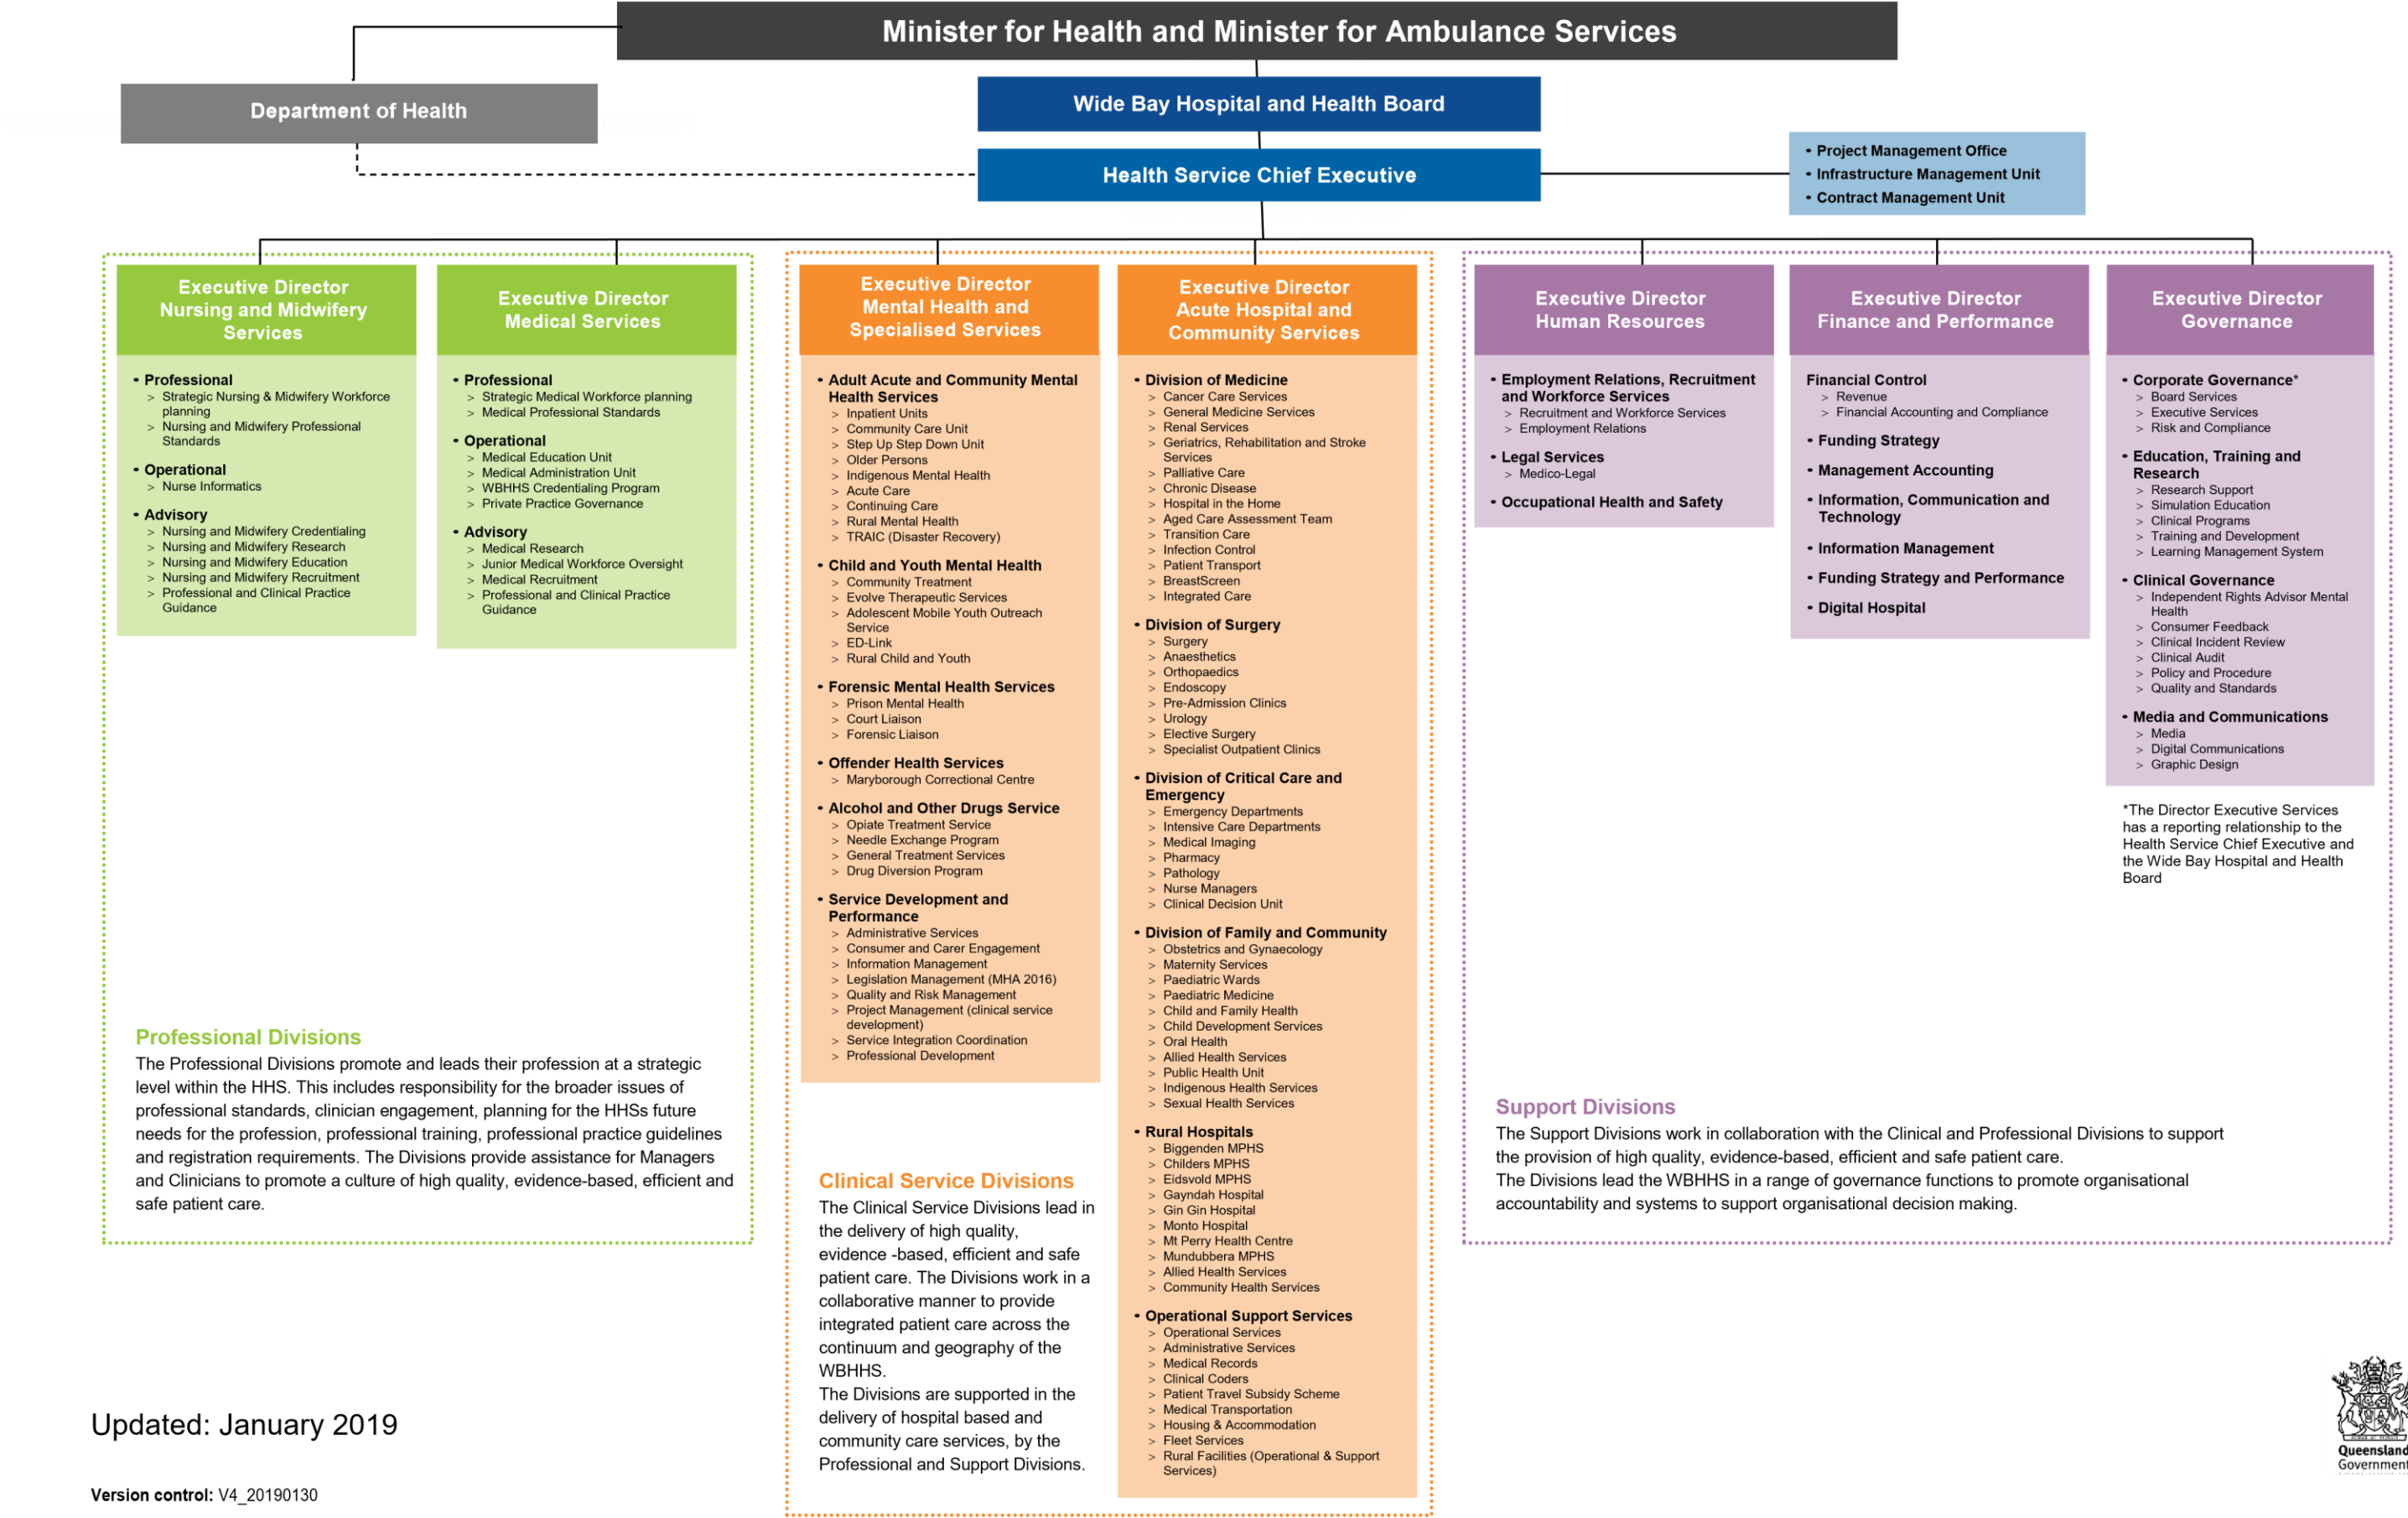 Minister for Health and Minister for Ambulance Services
Department of Health
Wide Bay Hospital and Health Board
Health Service Chief Executive
• Project Management Office
• Infrastructure Management Unit
• Contract Management Unit
Executive Director
Nursing and Midwifery
Services
• Professional
> Strategic Nursing & Midwifery Workforce
planning
> Nursing and Midwifery Professional
Standards
• Operational
> Nurse Informatics
• Advisory
> Nursing and Midwifery Credentialing
> Nursing and Midwifery Research
> Nursing and Midwifery Education
> Nursing and Midwifery Recruitment
> Professional and Clinical Practice
Guidance
Executive Director
Medical Services
• Professional
> Strategic Medical Workforce planning
> Medical Professional Standards
• Operational
> Medical Education Unit
> Medical Administration Unit
> WBHHS Credentialing Program
> Private Practice Governance
• Advisory
> Medical Research
> Junior Medical Workforce Oversight
> Medical Recruitment
> Professional and Clinical Practice
Guidance
Professional Divisions
The Professional Divisions promote and leads their profession at a strategic
level within the HHS. This includes responsibility for the broader issues of
professional standards, clinician engagement, planning for the HHSs future
needs for the profession, professional training, professional practice guidelines
and registration requirements. The Divisions provide assistance for Managers
and Clinicians to promote a culture of high quality, evidence-based, efficient and
safe patient care.
Executive Director
Mental Health and
Specialised Services
• Adult Acute and Community Mental
Health Services
> Inpatient Units
> Community Care Unit
> Step Up Step Down Unit
> Older Persons
> Indigenous Mental Health
> Acute Care
> Continuing Care
> Rural Mental Health
> TRAIC (Disaster Recovery)
• Child and Youth Mental Health
> Community Treatment
> Evolve Therapeutic Services
> Adolescent Mobile Youth Outreach
Service
> ED-Link
> Rural Child and Youth
• Forensic Mental Health Services
> Prison Mental Health
> Court Liaison
> Forensic Liaison
• Offender Health Services
> Maryborough Correctional Centre
• Alcohol and Other Drugs Service
> Opiate Treatment Service
> Needle Exchange Program
> General Treatment Services
> Drug Diversion Program
• Service Development and
Performance
> Administrative Services
> Consumer and Carer Engagement
> Information Management
> Legislation Management (MHA 2016)
> Quality and Risk Management
> Project Management (clinical service
development)
> Service Integration Coordination
> Professional Development
Clinical Service Divisions
The Clinical Service Divisions lead in
the delivery of high quality,
evidence -based, efficient and safe
patient care. The Divisions work in a
collaborative manner to provide
integrated patient care across the
continuum and geography of the
WBHHS.
The Divisions are supported in the
delivery of hospital based and
community care services, by the
Professional and Support Divisions.
Executive Director
Acute Hospital and
Community Services
• Division of Medicine
> Cancer Care Services
> General Medicine Services
> Renal Services
> Geriatrics, Rehabilitation and Stroke
Services
> Palliative Care
> Chronic Disease
> Hospital in the Home
> Aged Care Assessment Team
> Transition Care
> Infection Control
> Patient Transport
> BreastScreen
> Integrated Care
• Division of Surgery
> Surgery
> Anaesthetics
> Orthopaedics
> Endoscopy
> Pre-Admission Clinics
> Urology
> Elective Surgery
> Specialist Outpatient Clinics
• Division of Critical Care and
Emergency
> Emergency Departments
> Intensive Care Departments
> Medical Imaging
> Pharmacy
> Pathology
> Nurse Managers
> Clinical Decision Unit
• Division of Family and Community
> Obstetrics and Gynaecology
> Maternity Services
> Paediatric Wards
> Paediatric Medicine
> Child and Family Health
> Child Development Services
> Oral Health
> Allied Health Services
> Public Health Unit
> Indigenous Health Services
> Sexual Health Services
• Rural Hospitals
> Biggenden MPHS
> Childers MPHS
> Eidsvold MPHS
> Gayndah Hospital
> Gin Gin Hospital
> Monto Hospital
> Mt Perry Health Centre
> Mundubbera MPHS
> Allied Health Services
> Community Health Services
• Operational Support Services
> Operational Services
> Administrative Services
> Medical Records
> Clinical Coders
> Patient Travel Subsidy Scheme
> Medical Transportation
> Housing & Accommodation
> Fleet Services
> Rural Facilities (Operational & Support
Services)
Executive Director
Human Resources
• Employment Relations, Recruitment
and Workforce Services
> Recruitment and Workforce Services
> Employment Relations
• Legal Services
> Medico-Legal
• Occupational Health and Safety
Executive Director
Finance and Performance
Financial Control
> Revenue
> Financial Accounting and Compliance
• Funding Strategy
• Management Accounting
• Information, Communication and
Technology
• Information Management
• Funding Strategy and Performance
• Digital Hospital
Executive Director
Governance
• Corporate Governance*
> Board Services
> Executive Services
> Risk and Compliance
• Education, Training and
Research
> Research Support
> Simulation Education
> Clinical Programs
> Training and Development
> Learning Management System
• Clinical Governance
> Independent Rights Advisor Mental
Health
> Consumer Feedback
> Clinical Incident Review
> Clinical Audit
> Policy and Procedure
> Quality and Standards
• Media and Communications
> Media
> Digital Communications
> Graphic Design
*The Director Executive Services
has a reporting relationship to the
Health Service Chief Executive and
the Wide Bay Hospital and Health
Board
Support Divisions
The Support Divisions work in collaboration with the Clinical and Professional Divisions to support
the provision of high quality, evidence-based, efficient and safe patient care.
The Divisions lead the WBHHS in a range of governance functions to promote organisational
accountability and systems to support organisational decision making.
Updated: January 2019
Version control: V4_20190130
Queensland
Government